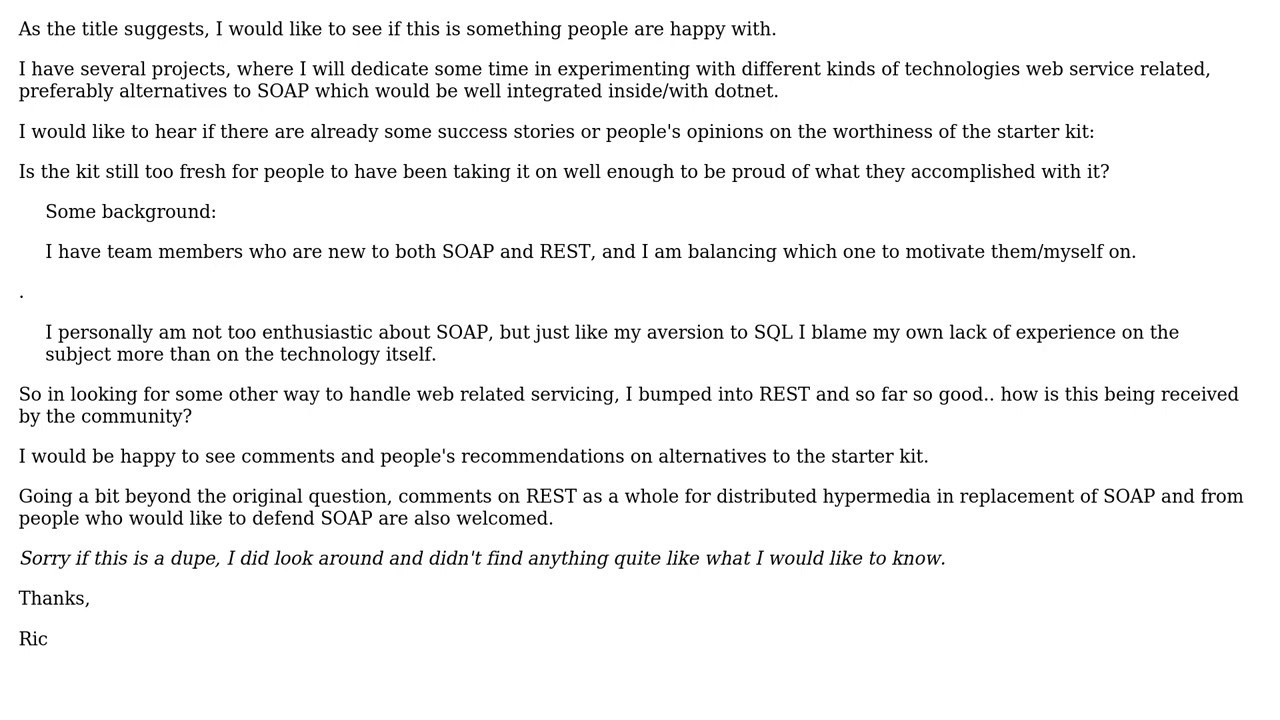 As the title suggests, I would like to see if this is something people are happy with.
I have several projects, where I will dedicate some time in experimenting with different kinds of technologies web service related,
preferably alternatives to SOAP which would be well integrated inside/with dotnet.
I would like to hear if there are already some success stories or people's opinions on the worthiness of the starter kit:
Is the kit still too fresh for people to have been taking it on well enough to be proud of what they accomplished with it?
Some background:
I have team members who are new to both SOAP and REST, and I am balancing which one to motivate them/myself on.
.
I personally am not too enthusiastic about SOAP, but just like my aversion to SQL I blame my own lack of experience on the
subject more than on the technology itself.
So in looking for some other way to handle web related servicing, I bumped into REST and so far so good.. how is this being received
by the community?
I would be happy to see comments and people's recommendations on alternatives to the starter kit.
Going a bit beyond the original question, comments on REST as a whole for distributed hypermedia in replacement of SOAP and from
people who would like to defend SOAP are also welcomed.
Sorry if this is a dupe, I did look around and didn't find anything quite like what I would like to know.
Thanks,
Ric